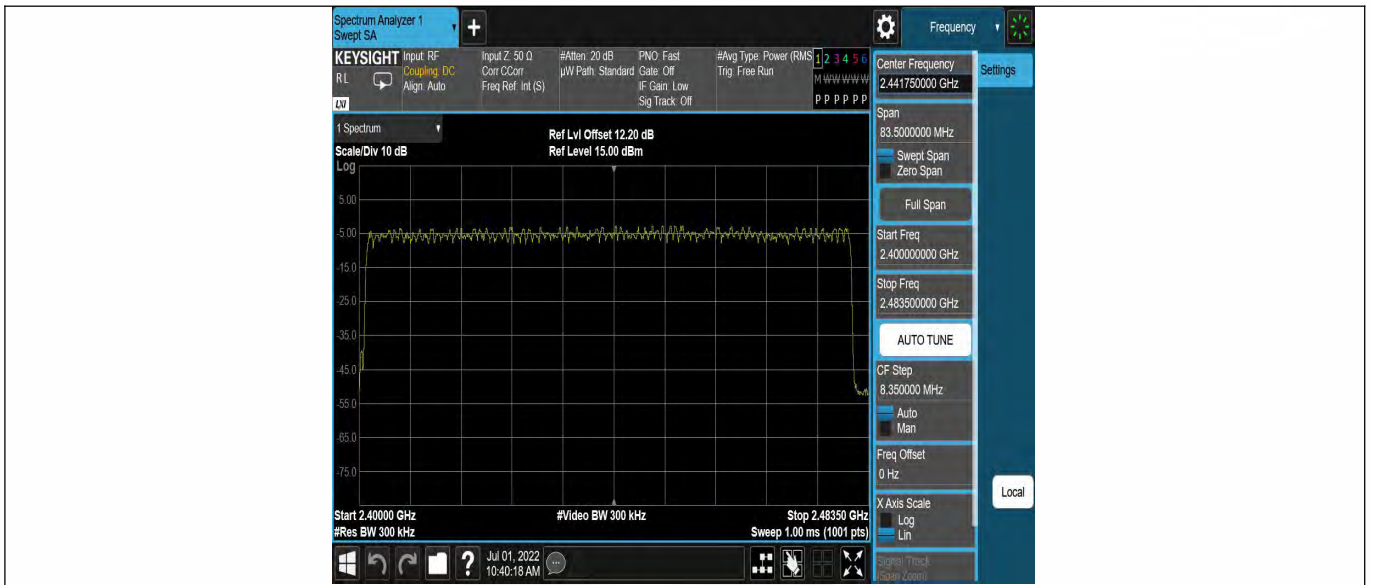 Spectrum Analyzer 1
Swept SA
+
Frequency
KEYSIGHT
R L
LXI
Input: RF
Coupling: DC
Align: Auto
Input Z: 50 Ω
Corr CCorr
Freq Ref: Int (S)
#Atten: 20 dB
µW Path: Standard
PNO: Fast
Gate: Off
IF Gain: Low
Sig Track: Off
#Avg Type: Power (RMS
Trig: Free Run
1 2 3 4 5 6
M W W W W W
P P P P P P
Center Frequency
2.441750000 GHz
Settings
Span
83.5000000 MHz
Swept Span
Zero Span
Full Span
Start Freq
2.400000000 GHz
Stop Freq
2.483500000 GHz
AUTO TUNE
CF Step
8.350000 MHz
Auto
Man
Freq Offset
0 Hz
X Axis Scale
Log
Lin
Signal Track
(Span Zoom)
Local
1 Spectrum
Scale/Div 10 dB
Log
Ref Lvl Offset 12.20 dB
Ref Level 15.00 dBm
5.00
-5.00
-15.0
-25.0
-35.0
-45.0
-55.0
-65.0
-75.0
Start 2.40000 GHz
#Res BW 300 kHz
#Video BW 300 kHz
Stop 2.48350 GHz
Sweep 1.00 ms (1001 pts)
?
Jul 01, 2022
10:40:18 AM